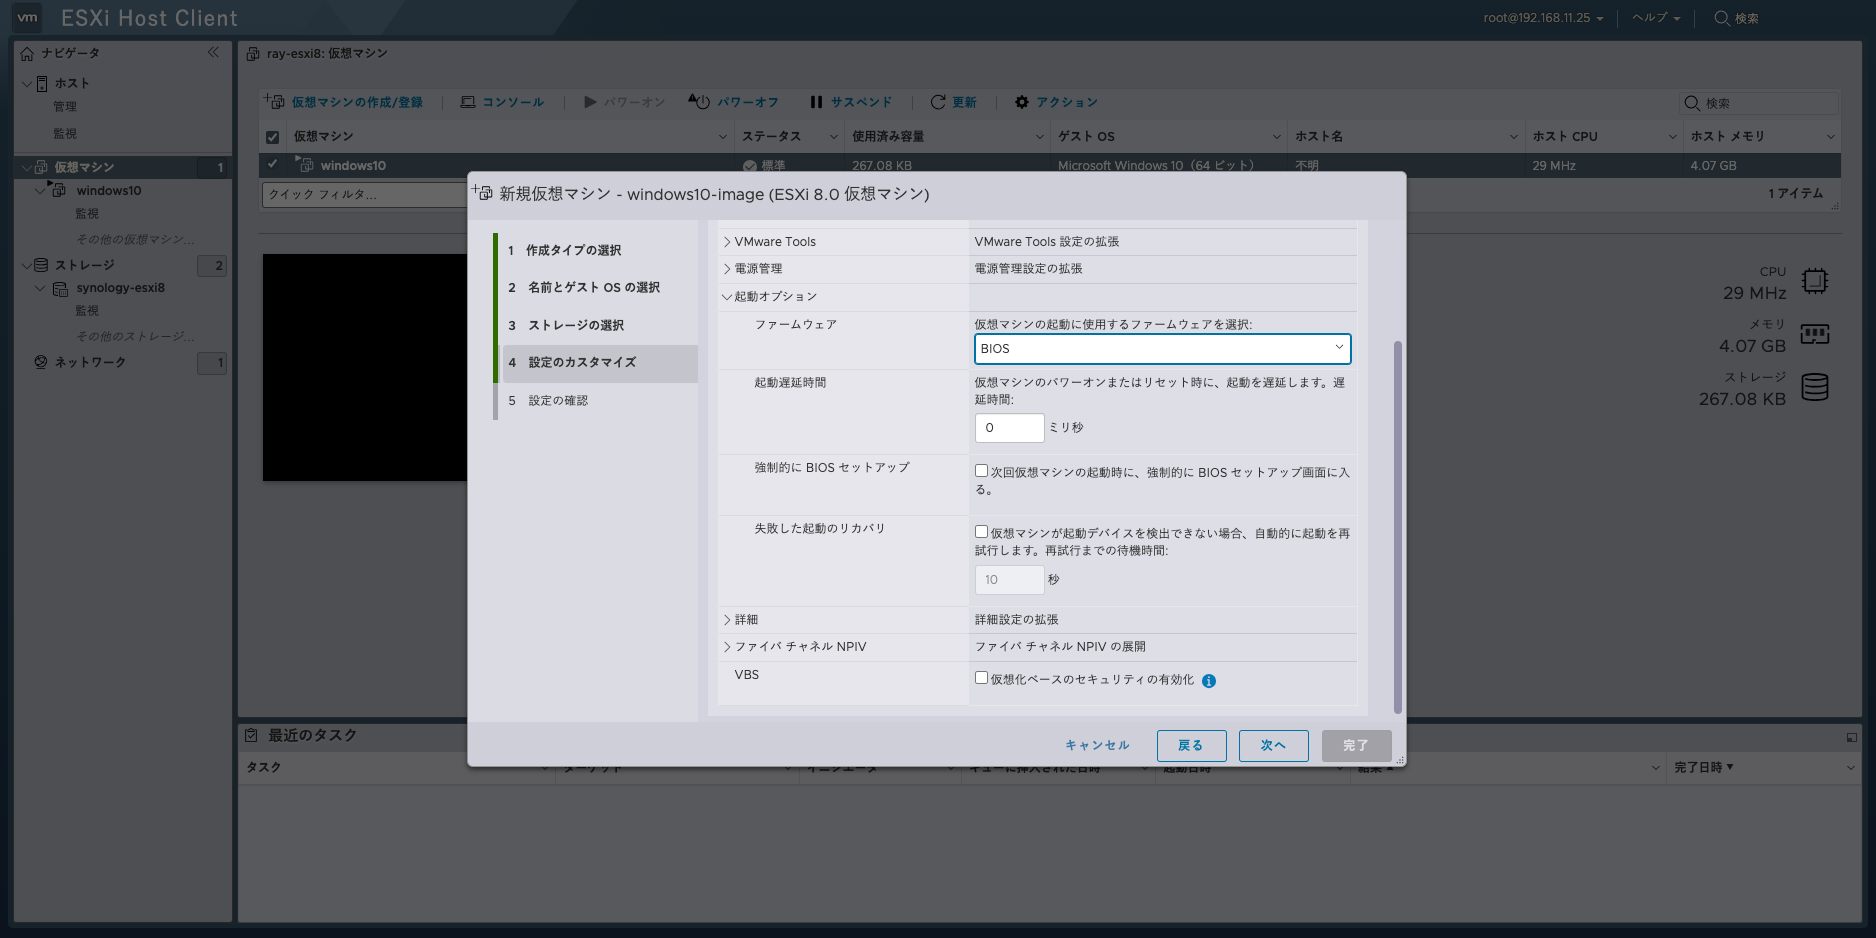 vm ESXi Host Client
root@192.168.11.25 ヘルプ 検索
ナビゲータ
ホスト
管理
監視
仮想マシン 1
windows10
監視
その他の仮想マシン...
ストレージ 2
synology-esxi8
監視
その他のストレージ...
ネットワーク 1
ray-esxi8: 仮想マシン
仮想マシンの作成/登録 コンソール パワーオン パワーオフ サスペンド 更新 アクション 検索
仮想マシン ステータス 使用済み容量 ゲスト OS ホスト名 ホスト CPU ホスト メモリ
windows10 標準 267.08 KB Microsoft Windows 10（64 ビット） 不明 29 MHz 4.07 GB
クイック フィルタ... 1 アイテム
CPU
29 MHz
メモリ
4.07 GB
ストレージ
267.08 KB
新規仮想マシン - windows10-image (ESXi 8.0 仮想マシン)
1 作成タイプの選択
2 名前とゲスト OS の選択
3 ストレージの選択
4 設定のカスタマイズ
5 設定の確認
VMware Tools VMware Tools 設定の拡張
電源管理 電源管理設定の拡張
起動オプション
ファームウェア 仮想マシンの起動に使用するファームウェアを選択:
BIOS
起動遅延時間 仮想マシンのパワーオンまたはリセット時に、起動を遅延します。遅
延時間:
0 ミリ秒
強制的に BIOS セットアップ 次回仮想マシンの起動時に、強制的に BIOS セットアップ画面に入
る。
失敗した起動のリカバリ 仮想マシンが起動デバイスを検出できない場合、自動的に起動を再
試行します。再試行までの待機時間:
10 秒
詳細 詳細設定の拡張
ファイバ チャネル NPIV ファイバ チャネル NPIV の展開
VBS 仮想化ベースのセキュリティの有効化
キャンセル 戻る 次へ 完了
最近のタスク
タスク ターゲット イニシエータ キューに挿入された日時 起動日時 結果 ▲ 完了日時 ▼